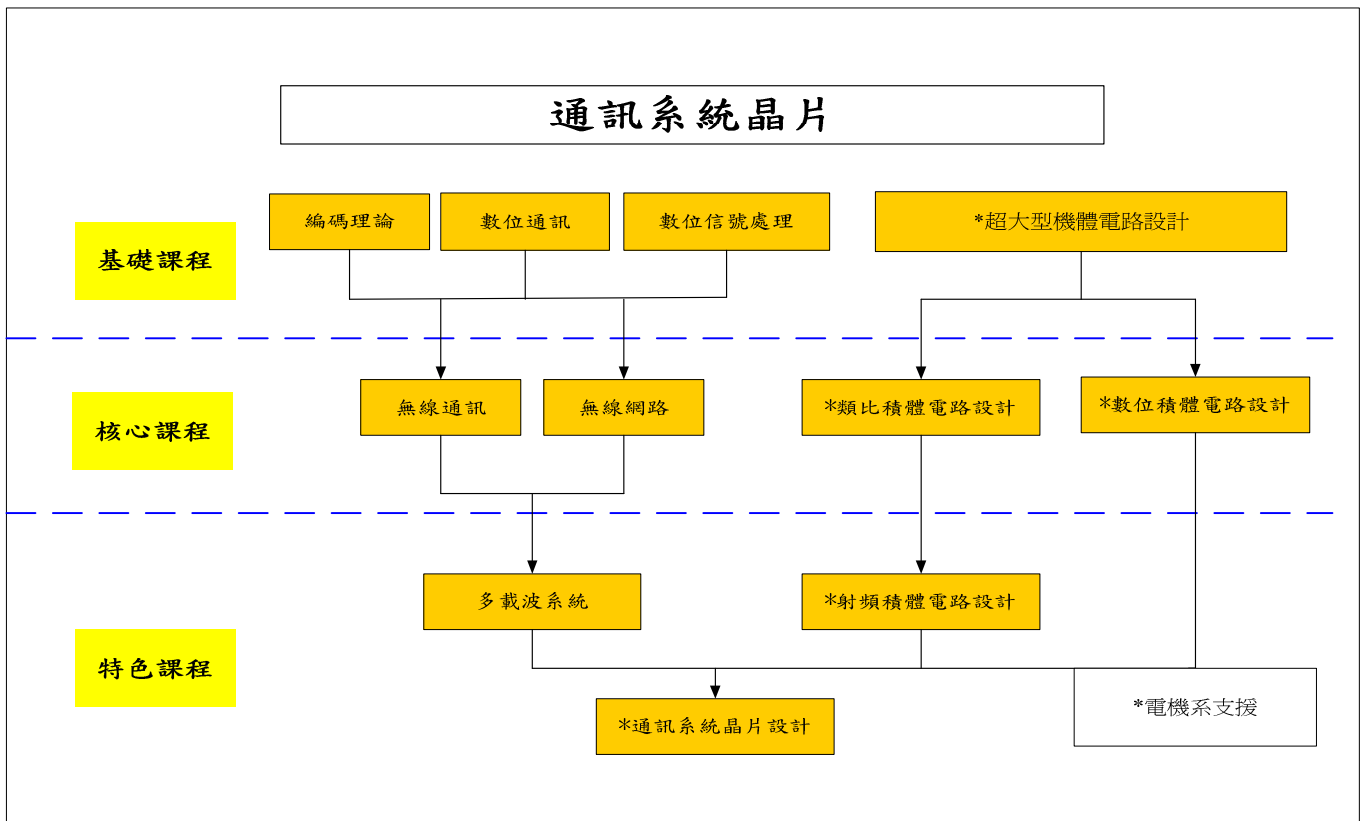 通訊系統晶片
編碼理論
數位通訊
數位信號處理
*超大型機體電路設計
基礎課程
無線通訊
無線網路
*類比積體電路設計
*數位積體電路設計
核心課程
多載波系統
*射頻積體電路設計
特色課程
*通訊系統晶片設計
*電機系支援